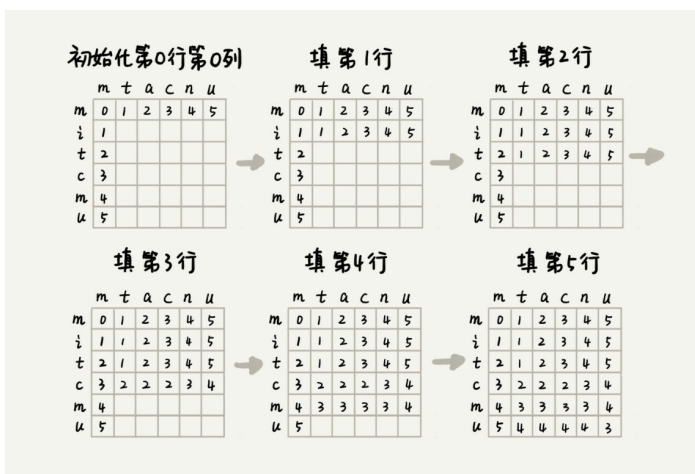 初始化第0行第0列 填第1行 填第2行
m t a c n u m t a c n u m t a c n u
m 0 1 2 3 4 5 m 0 1 2 3 4 5 m 0 1 2 3 4 5
i 1 i 1 1 2 3 4 5 i 1 1 2 3 4 5
t 2 t 2 t 2 1 2 3 4 5
c 3 c 3 c 3
m 4 m 4 m 4
u 5 u 5 u 5
填第3行 填第4行 填第5行
m t a c n u m t a c n u m t a c n u
m 0 1 2 3 4 5 m 0 1 2 3 4 5 m 0 1 2 3 4 5
i 1 1 2 3 4 5 i 1 1 2 3 4 5 i 1 1 2 3 4 5
t 2 1 2 3 4 5 t 2 1 2 3 4 5 t 2 1 2 3 4 5
c 3 2 2 2 3 4 c 3 2 2 2 3 4 c 3 2 2 2 3 4
m 4 m 4 3 3 3 3 4 m 4 3 3 3 3 4
u 5 u 5 u 5 4 4 4 4 3